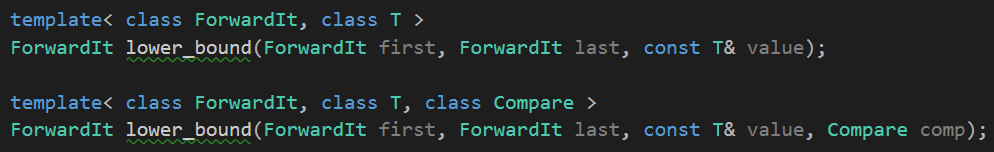 template< class ForwardIt, class T >
ForwardIt lower_bound(ForwardIt first, ForwardIt last, const T& value);
template< class ForwardIt, class T, class Compare >
ForwardIt lower_bound(ForwardIt first, ForwardIt last, const T& value, Compare comp);